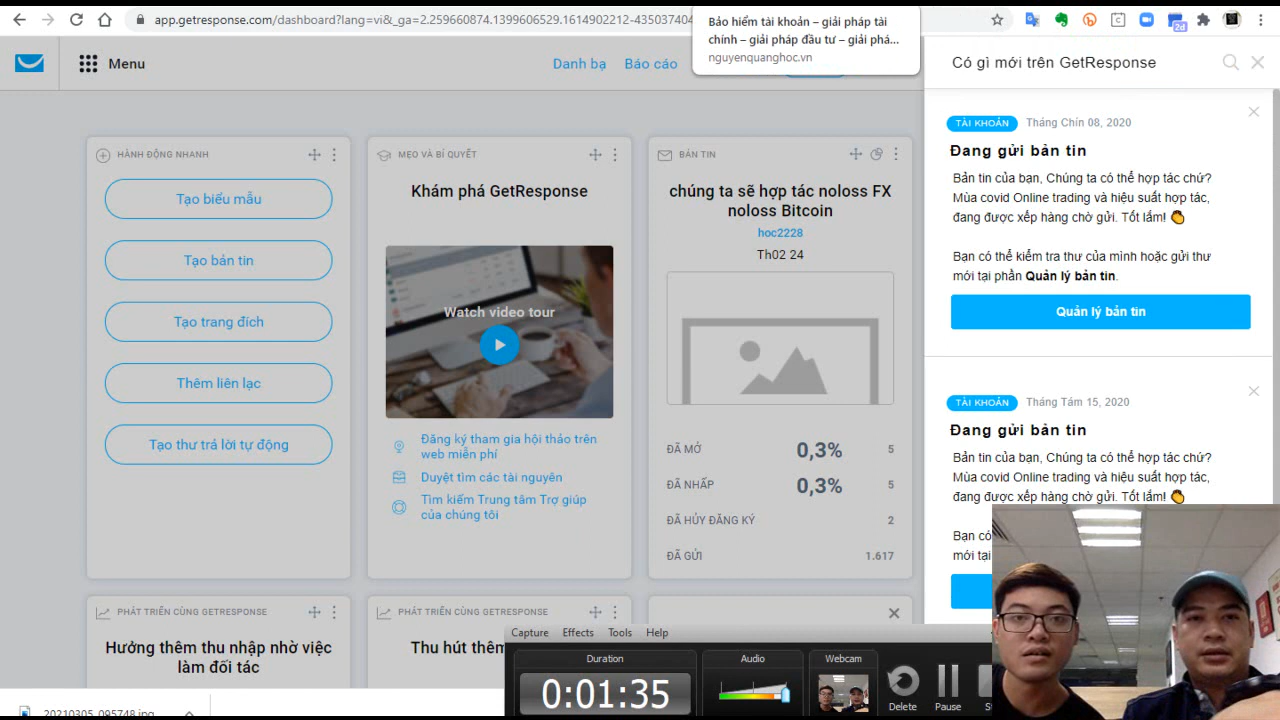 app.getresponse.com/dashboard?lang=vi&_ga=2.259660874.1399606529.1614902212-435037404
Bảo hiểm tài khoản – giải pháp tài
chính – giải pháp đầu tư – giải phá...
nguyenquanghoc.vn
2d
Menu
Danh bạ
Báo cáo
Có gì mới trên GetResponse
TÀI KHOẢN
Tháng Chín 08, 2020
Đang gửi bản tin
Bản tin của bạn, Chúng ta có thể hợp tác chứ?
Mùa covid Online trading và hiệu suất hợp tác,
đang được xếp hàng chờ gửi. Tốt lắm! 👏
Bạn có thể kiểm tra thư của mình hoặc gửi thư
mới tại phần Quản lý bản tin.
Quản lý bản tin
TÀI KHOẢN
Tháng Tám 15, 2020
Đang gửi bản tin
Bản tin của bạn, Chúng ta có thể hợp tác chứ?
Mùa covid Online trading và hiệu suất hợp tác,
đang được xếp hàng chờ gửi. Tốt lắm! 👏
Bạn có
mới tại
HÀNH ĐỘNG NHANH
Tạo biểu mẫu
Tạo bản tin
Tạo trang đích
Thêm liên lạc
Tạo thư trả lời tự động
MẸO VÀ BÍ QUYẾT
Khám phá GetResponse
Watch video tour
Đăng ký tham gia hội thảo trên
web miễn phí
Duyệt tìm các tài nguyên
Tìm kiếm Trung tâm Trợ giúp
của chúng tôi
BẢN TIN
chúng ta sẽ hợp tác noloss FX
noloss Bitcoin
hoc2228
Th02 24
ĐÃ MỞ 0,3% 5
ĐÃ NHẤP 0,3% 5
ĐÃ HỦY ĐĂNG KÝ 2
ĐÃ GỬI 1.617
PHÁT TRIỂN CÙNG GETRESPONSE
Hưởng thêm thu nhập nhờ việc
làm đối tác
PHÁT TRIỂN CÙNG GETRESPONSE
Thu hút thêm
Capture Effects Tools Help
Duration
0:01:35
Audio
Webcam
Delete
Pause
20210305_095748.jpg